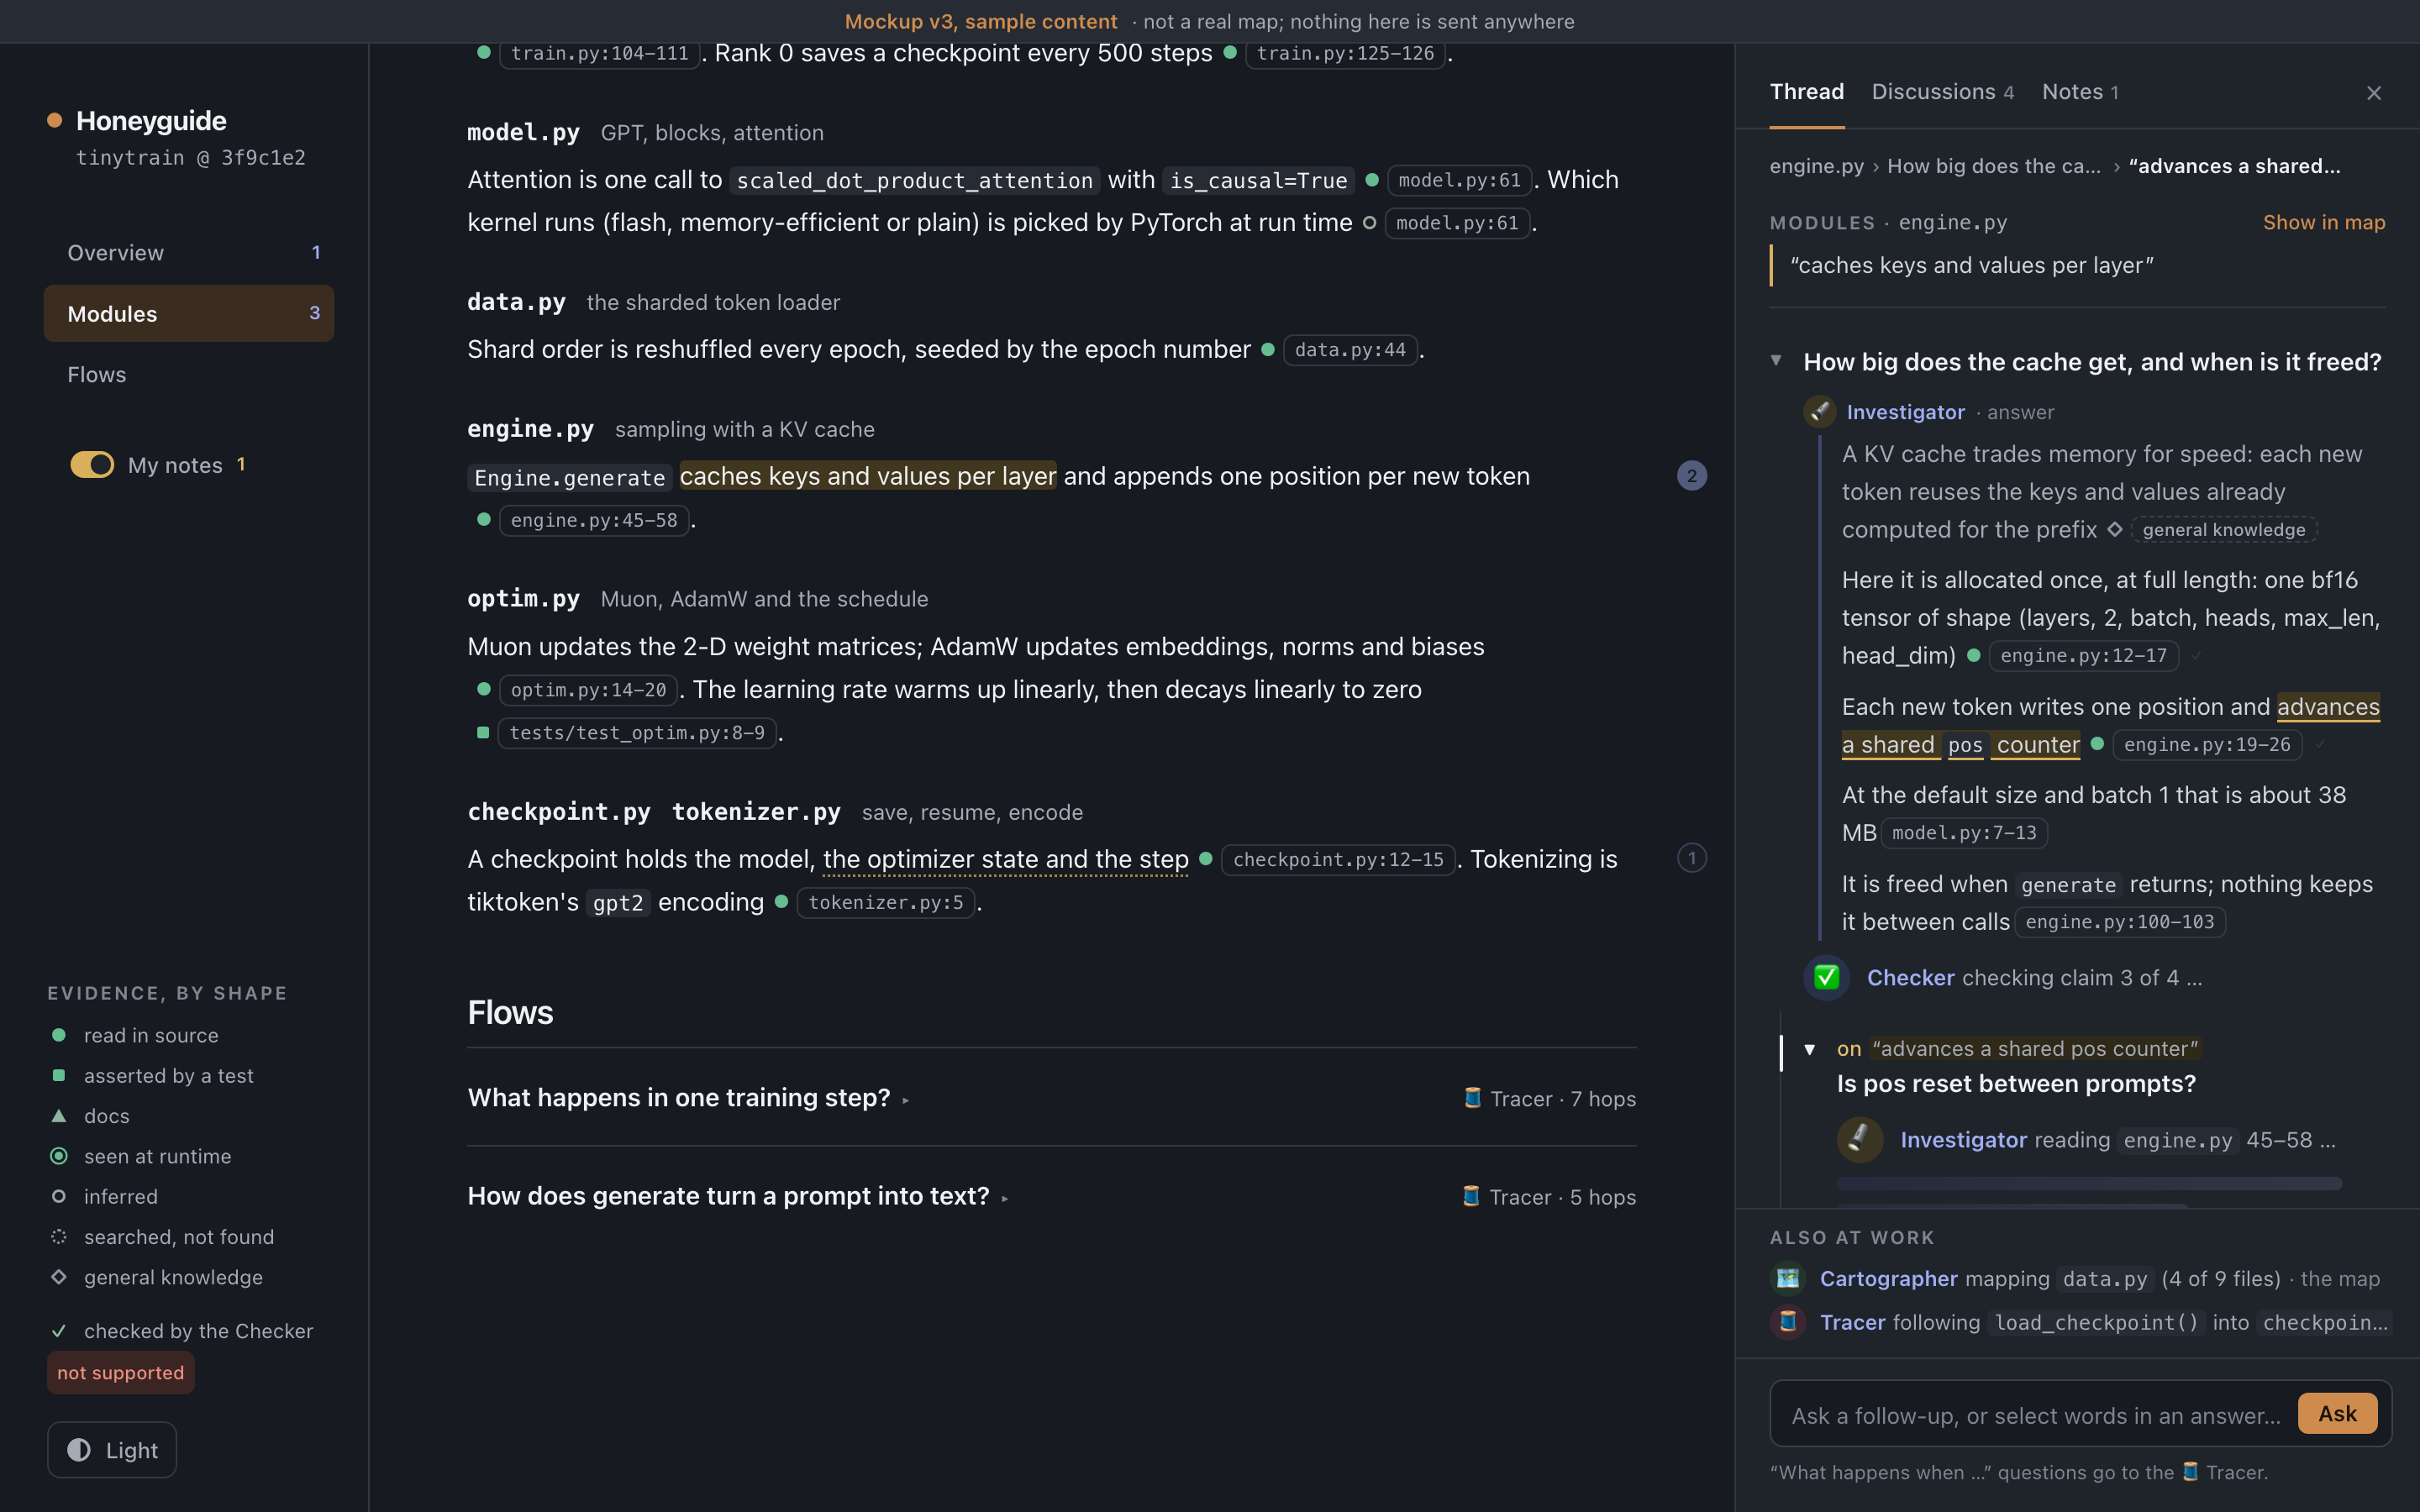 Mockup v3, sample content · not a real map; nothing here is sent anywhere
Honeyguide
tinytrain @ 3f9c1e2
Overview 1
Modules 3
Flows
My notes 1
EVIDENCE, BY SHAPE
read in source
asserted by a test
docs
seen at runtime
inferred
searched, not found
general knowledge
checked by the Checker
not supported
Light
train.py:104–111. Rank 0 saves a checkpoint every 500 steps train.py:125–126.
model.py GPT, blocks, attention
Attention is one call to scaled_dot_product_attention with is_causal=True model.py:61. Which
kernel runs (flash, memory-efficient or plain) is picked by PyTorch at run time model.py:61.
data.py the sharded token loader
Shard order is reshuffled every epoch, seeded by the epoch number data.py:44.
engine.py sampling with a KV cache
Engine.generate caches keys and values per layer and appends one position per new token 2
engine.py:45–58.
optim.py Muon, AdamW and the schedule
Muon updates the 2-D weight matrices; AdamW updates embeddings, norms and biases
optim.py:14–20. The learning rate warms up linearly, then decays linearly to zero
tests/test_optim.py:8–9.
checkpoint.py tokenizer.py save, resume, encode
A checkpoint holds the model, the optimizer state and the step checkpoint.py:12–15. Tokenizing is 1
tiktoken's gpt2 encoding tokenizer.py:5.
Flows
What happens in one training step? Tracer · 7 hops
How does generate turn a prompt into text? Tracer · 5 hops
Thread Discussions 4 Notes 1 ×
engine.py › How big does the ca… › “advances a shared…
MODULES · engine.py Show in map
“caches keys and values per layer”
How big does the cache get, and when is it freed?
Investigator · answer
A KV cache trades memory for speed: each new
token reuses the keys and values already
computed for the prefix general knowledge
Here it is allocated once, at full length: one bf16
tensor of shape (layers, 2, batch, heads, max_len,
head_dim) engine.py:12–17 ✓
Each new token writes one position and advances
a shared pos counter engine.py:19–26 ✓
At the default size and batch 1 that is about 38
MB model.py:7–13
It is freed when generate returns; nothing keeps
it between calls engine.py:100–103
Checker checking claim 3 of 4 …
on “advances a shared pos counter”
Is pos reset between prompts?
Investigator reading engine.py 45–58 …
ALSO AT WORK
Cartographer mapping data.py (4 of 9 files) · the map
Tracer following load_checkpoint() into checkpoin…
Ask a follow-up, or select words in an answer… Ask
“What happens when …” questions go to the Tracer.